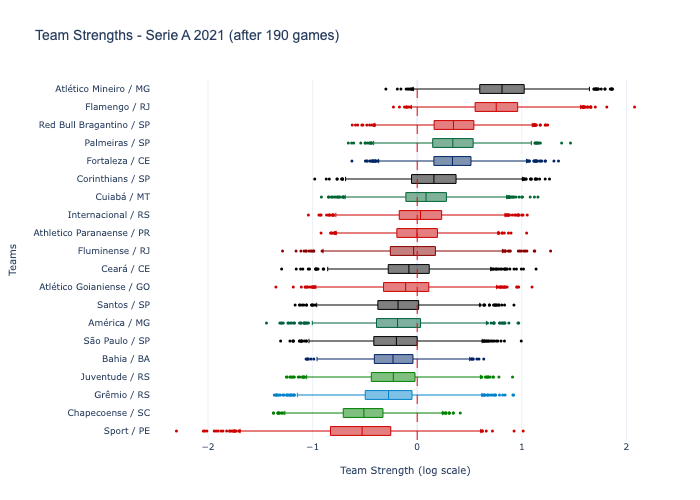 Team Strengths - Serie A 2021 (after 190 games)
Atlético Mineiro / MG
Flamengo / RJ
Red Bull Bragantino / SP
Palmeiras / SP
Fortaleza / CE
Corinthians / SP
Cuiabá / MT
Internacional / RS
Athletico Paranaense / PR
Fluminense / RJ
Ceará / CE
Atlético Goianiense / GO
Santos / SP
América / MG
São Paulo / SP
Bahia / BA
Juventude / RS
Grêmio / RS
Chapecoense / SC
Sport / PE
Teams
−2 −1 0 1 2
Team Strength (log scale)